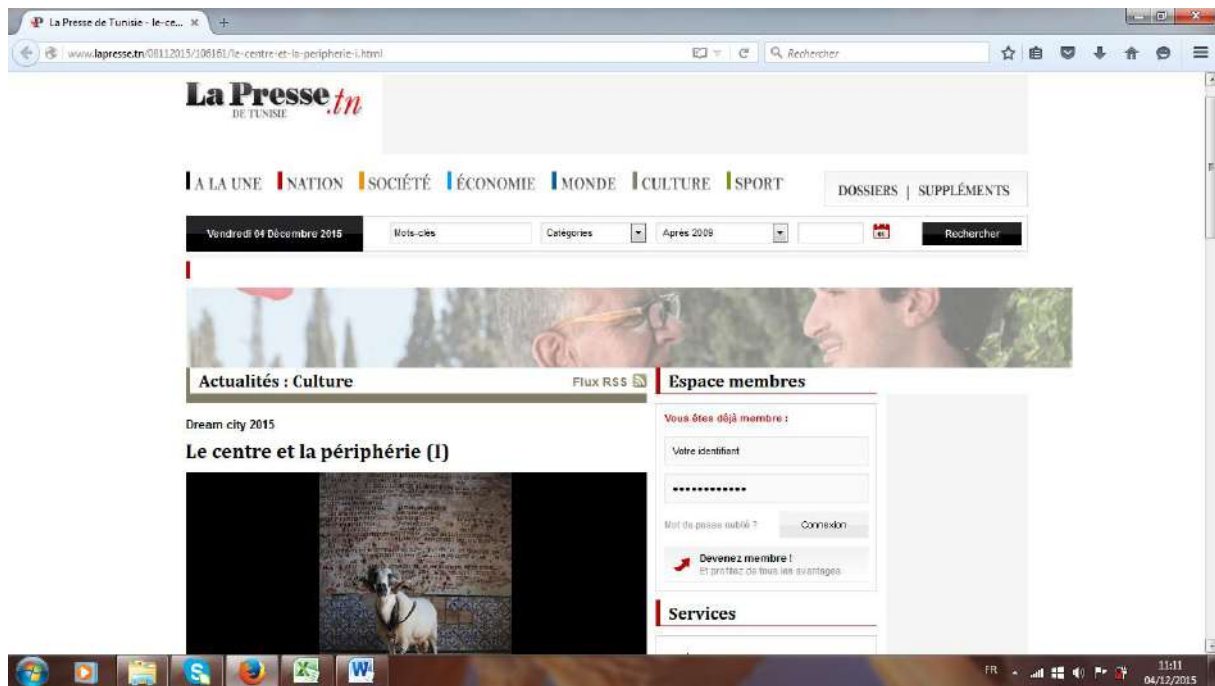 La Presse de Tunisie - le-ce...
www.lapresse.tn/08112015/106161/le-centre-et-la-peripherie-i.html
Rechercher
La Presse .tn
DE TUNISIE
A LA UNE NATION SOCIÉTÉ ÉCONOMIE MONDE CULTURE SPORT
DOSSIERS | SUPPLÉMENTS
Vendredi 04 Décembre 2015 Mots-clés Catégories Après 2009 Rechercher
Actualités : Culture Flux RSS
Espace membres
Dream city 2015
Le centre et la périphérie (I)
Vous êtes déjà membre :
Votre identifiant
••••••••••••
Mot de passe oublié ? Connexion
Devenez membre !
Et profitez de tous les avantages
Services
FR 11:11
04/12/2015